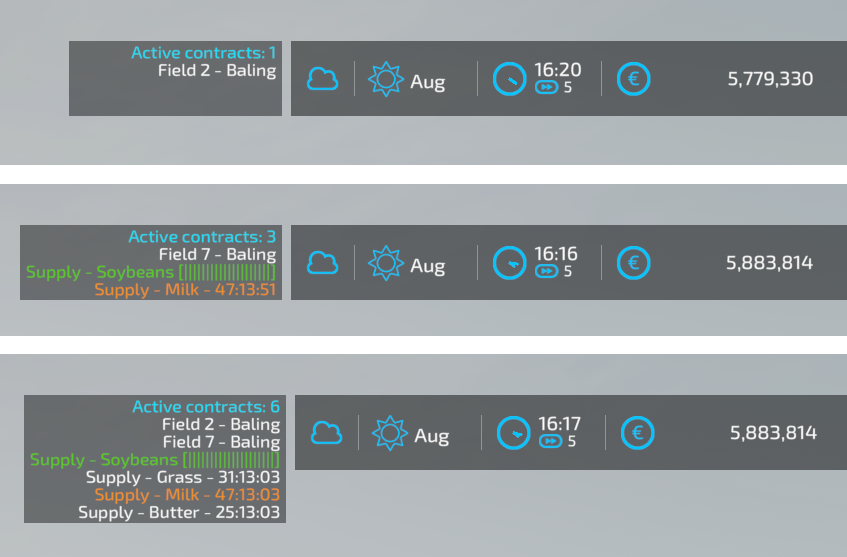 Active contracts: 1
Field 2 - Baling
Aug
16:20
5
€
5,779,330
Active contracts: 3
Field 7 - Baling
Supply - Soybeans [||||||||||||||||||||]
Supply - Milk - 47:13:51
Aug
16:16
5
€
5,883,814
Active contracts: 6
Field 2 - Baling
Field 7 - Baling
Supply - Soybeans [||||||||||||||||||||]
Supply - Grass - 31:13:03
Supply - Milk - 47:13:03
Supply - Butter - 25:13:03
Aug
16:17
5
€
5,883,814